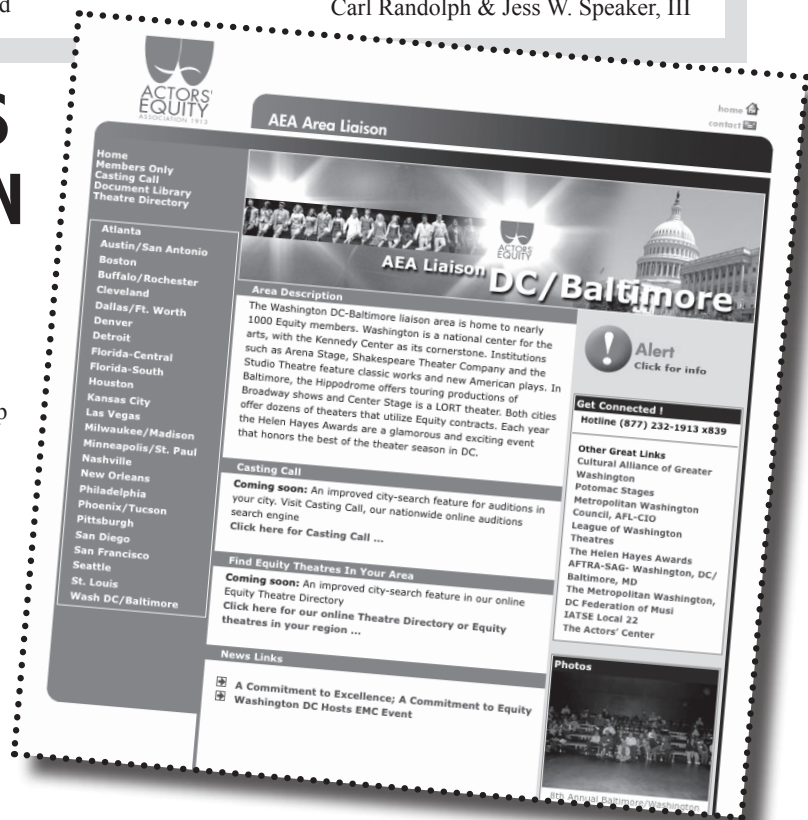 d
Carl Randolph & Jess W. Speaker, III
S
N
p
ACTORS'
EQUITY
ASSOCIATION 1913
AEA Area Liaison
home
contact
Home
Members Only
Casting Call
Document Library
Theatre Directory
Atlanta
Austin/San Antonio
Boston
Buffalo/Rochester
Cleveland
Dallas/Ft. Worth
Denver
Detroit
Florida-Central
Florida-South
Houston
Kansas City
Las Vegas
Milwaukee/Madison
Minneapolis/St. Paul
Nashville
New Orleans
Philadelphia
Phoenix/Tucson
Pittsburgh
San Diego
San Francisco
Seattle
St. Louis
Wash DC/Baltimore
ACTORS'
EQUITY
AEA Liaison DC/Baltimore
Area Description
The Washington DC-Baltimore liaison area is home to nearly
1000 Equity members. Washington is a national center for the
arts, with the Kennedy Center as its cornerstone. Institutions
such as Arena Stage, Shakespeare Theater Company and the
Studio Theatre feature classic works and new American plays. In
Baltimore, the Hippodrome offers touring productions of
Broadway shows and Center Stage is a LORT theater. Both cities
offer dozens of theaters that utilize Equity contracts. Each year
the Helen Hayes Awards are a glamorous and exciting event
that honors the best of the theater season in DC.
Casting Call
Coming soon: An improved city-search feature for auditions in
your city. Visit Casting Call, our nationwide online auditions
search engine
Click here for Casting Call ...
Find Equity Theatres In Your Area
Coming soon: An improved city-search feature in our online
Equity Theatre Directory
Click here for our online Theatre Directory or Equity
theatres in your region ...
News Links
A Commitment to Excellence; A Commitment to Equity
Washington DC Hosts EMC Event
Alert
Click for info
Get Connected !
Hotline (877) 232-1913 x839
Other Great Links
Cultural Alliance of Greater
Washington
Potomac Stages
Metropolitan Washington
Council, AFL-CIO
League of Washington
Theatres
The Helen Hayes Awards
AFTRA-SAG- Washington, DC/
Baltimore, MD
The Metropolitan Washington,
DC Federation of Musi
IATSE Local 22
The Actors' Center
Photos
8th Annual Baltimore/Washington